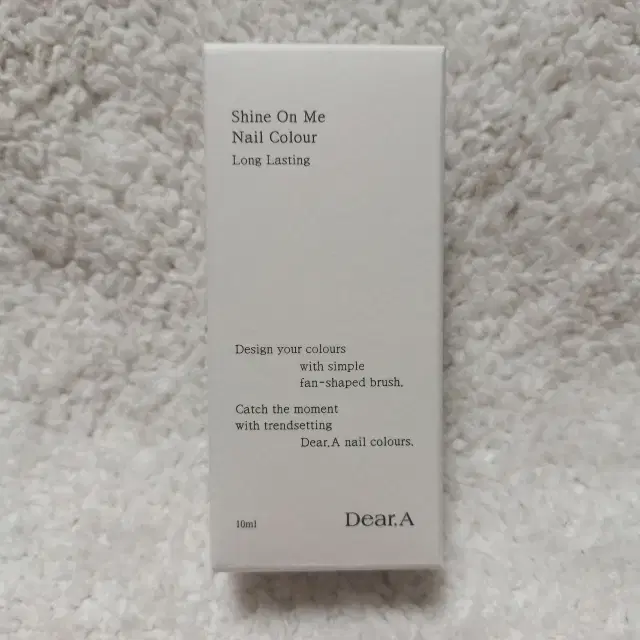 Shine On Me
Nail Colour
Long Lasting
Design your colours
with simple
fan-shaped brush.
Catch the moment
with trendsetting
Dear.A nail colours.
10ml
Dear.A